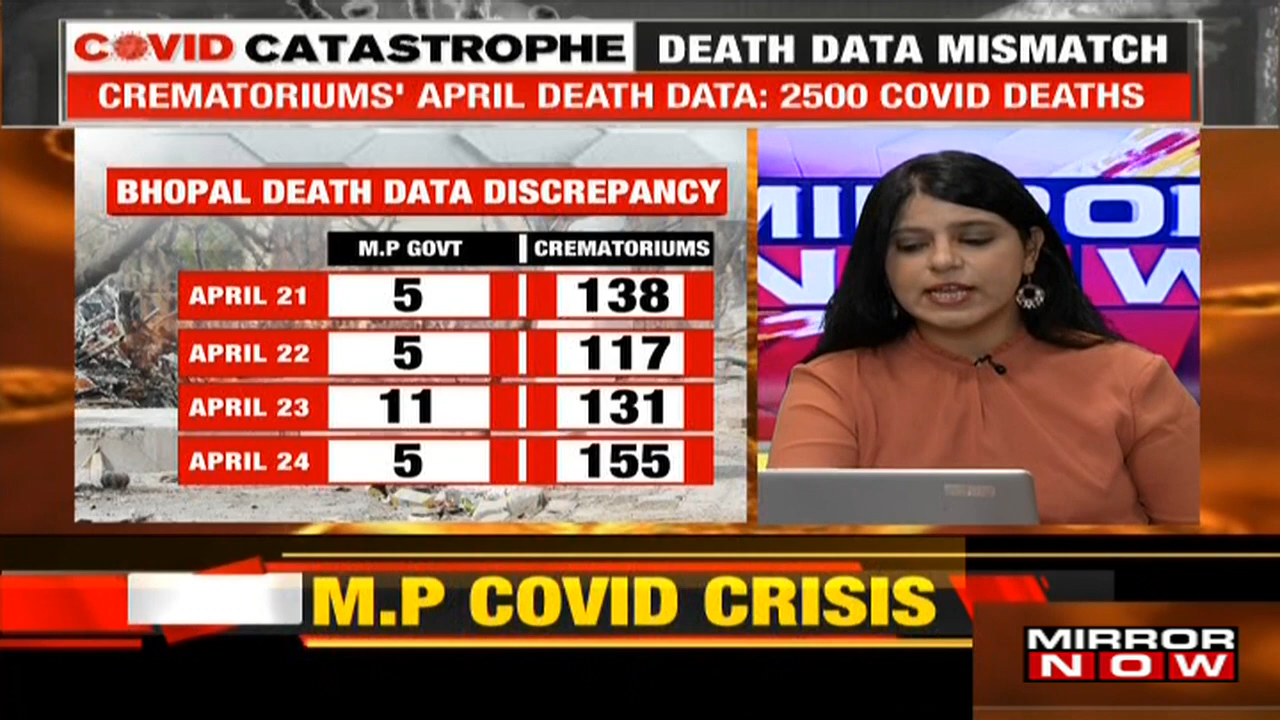 COVID CATASTROPHE DEATH DATA MISMATCH
CREMATORIUMS' APRIL DEATH DATA: 2500 COVID DEATHS
BHOPAL DEATH DATA DISCREPANCY
M.P GOVT CREMATORIUMS
APRIL 21 5 138
APRIL 22 5 117
APRIL 23 11 131
APRIL 24 5 155
M.P COVID CRISIS
MIRROR
NOW